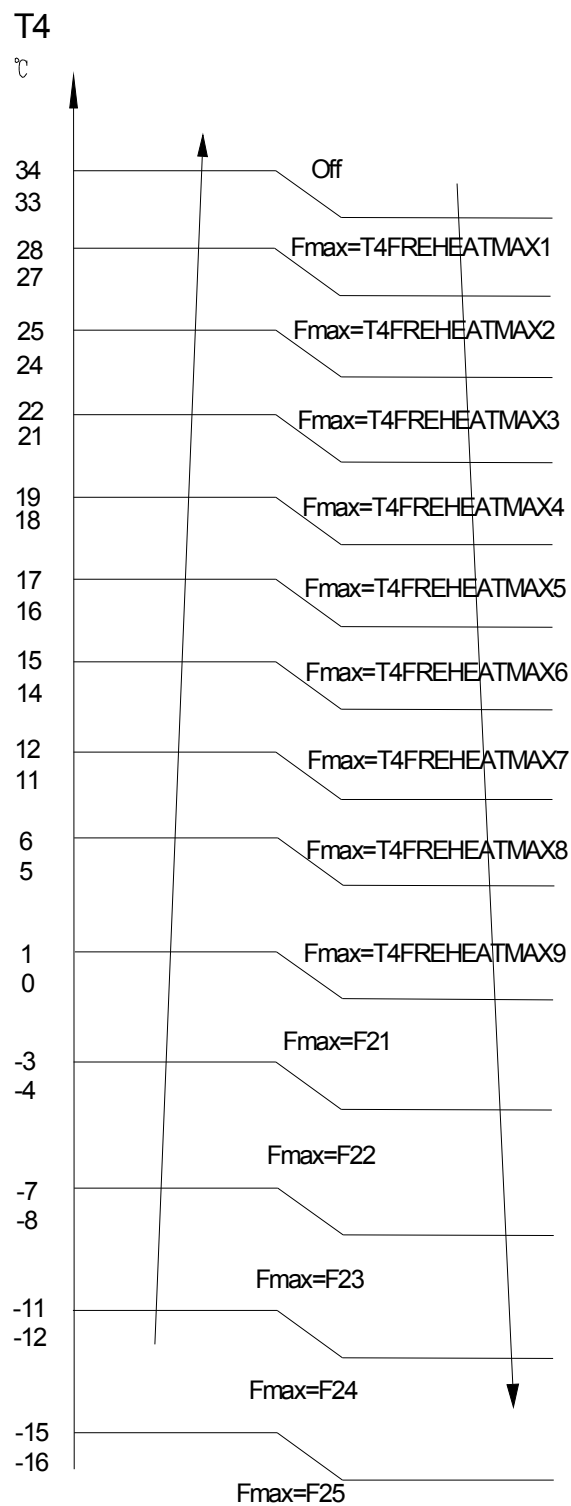 T4
℃
34
Off
33
28
Fmax=T4FREHEATMAX1
27
25
Fmax=T4FREHEATMAX2
24
22
Fmax=T4FREHEATMAX3
21
19
Fmax=T4FREHEATMAX4
18
17
Fmax=T4FREHEATMAX5
16
15
Fmax=T4FREHEATMAX6
14
12
Fmax=T4FREHEATMAX7
11
6
Fmax=T4FREHEATMAX8
5
1
Fmax=T4FREHEATMAX9
0
Fmax=F21
-3
-4
Fmax=F22
-7
-8
Fmax=F23
-11
-12
Fmax=F24
-15
-16
Fmax=F25